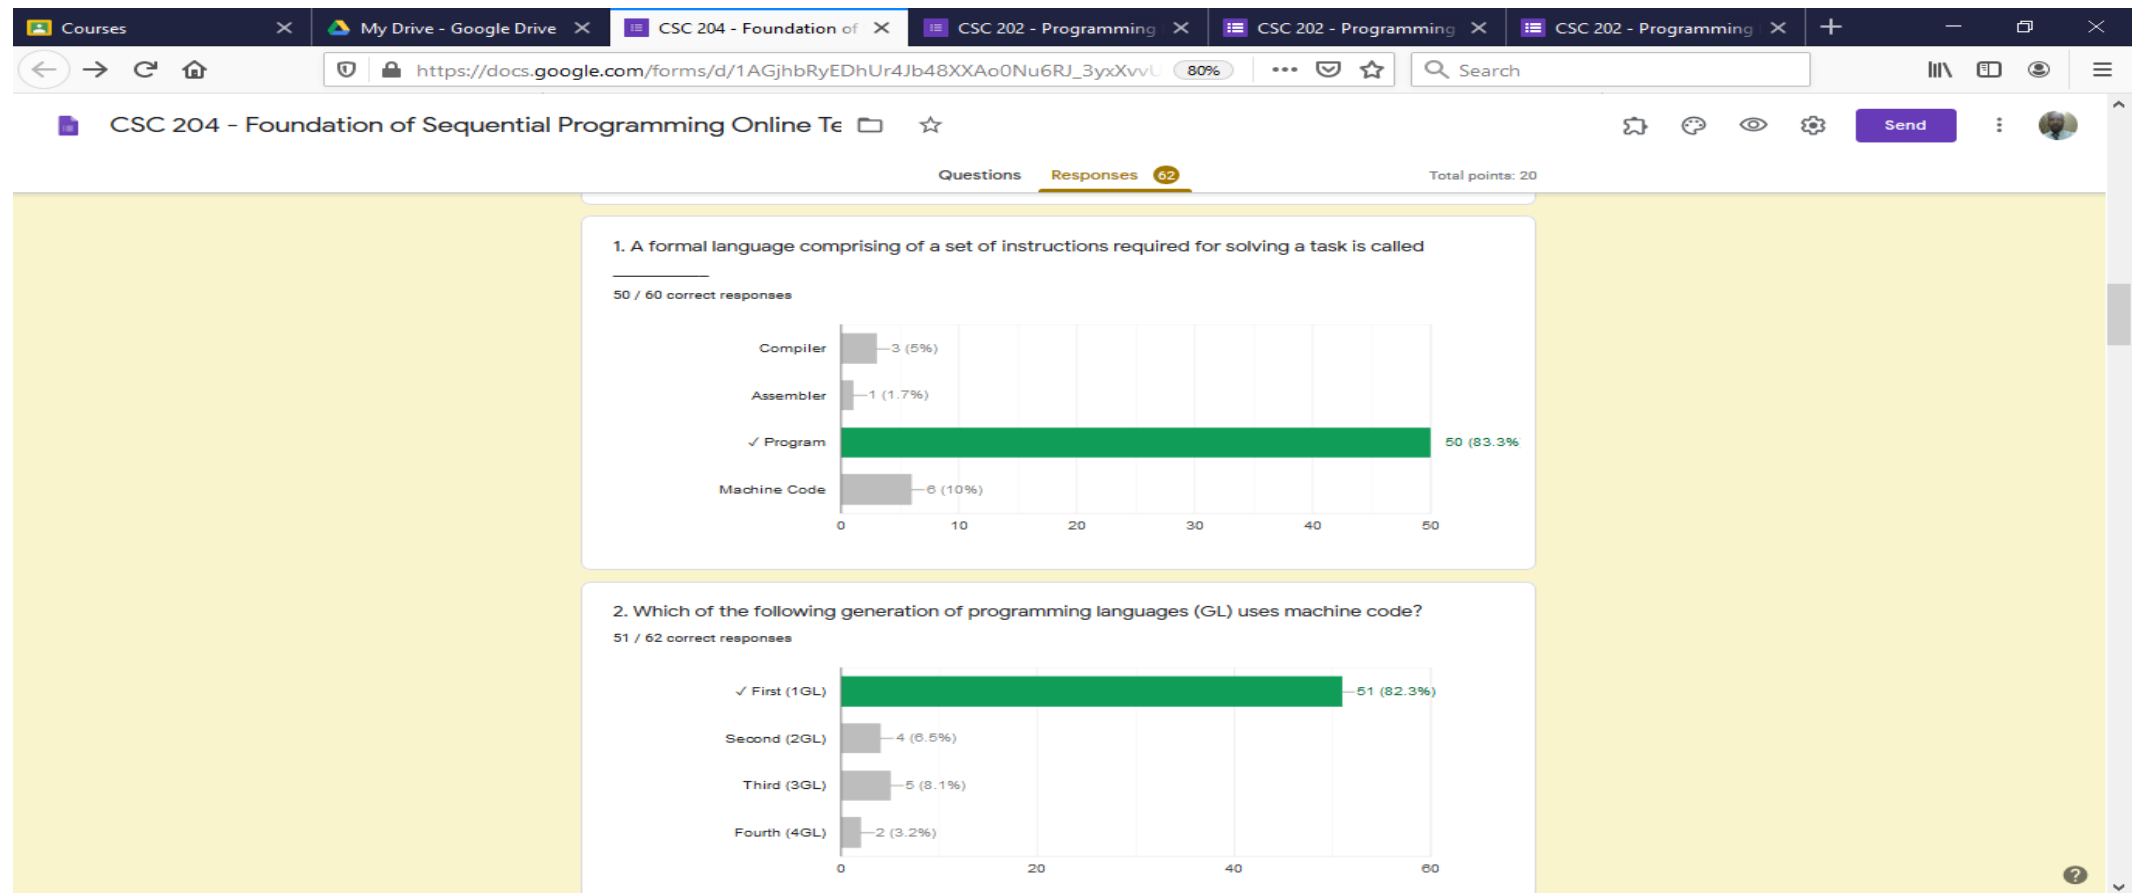 Courses
My Drive - Google Drive
CSC 204 - Foundation of
CSC 202 - Programming
CSC 202 - Programming
CSC 202 - Programming
https://docs.google.com/forms/d/1AGjhbRyEDhUr4Jb48XXAo0Nu6RJ_3yxXvvU
80%
Search
CSC 204 - Foundation of Sequential Programming Online Te
Send
Questions
Responses 62
Total points: 20
1. A formal language comprising of a set of instructions required for solving a task is called
__________
50 / 60 correct responses
Compiler 3 (5%)
Assembler 1 (1.7%)
✓ Program 50 (83.3%
Machine Code 6 (10%)
0 10 20 30 40 50
2. Which of the following generation of programming languages (GL) uses machine code?
51 / 62 correct responses
✓ First (1GL) 51 (82.3%)
Second (2GL) 4 (6.5%)
Third (3GL) 5 (8.1%)
Fourth (4GL) 2 (3.2%)
0 20 40 60